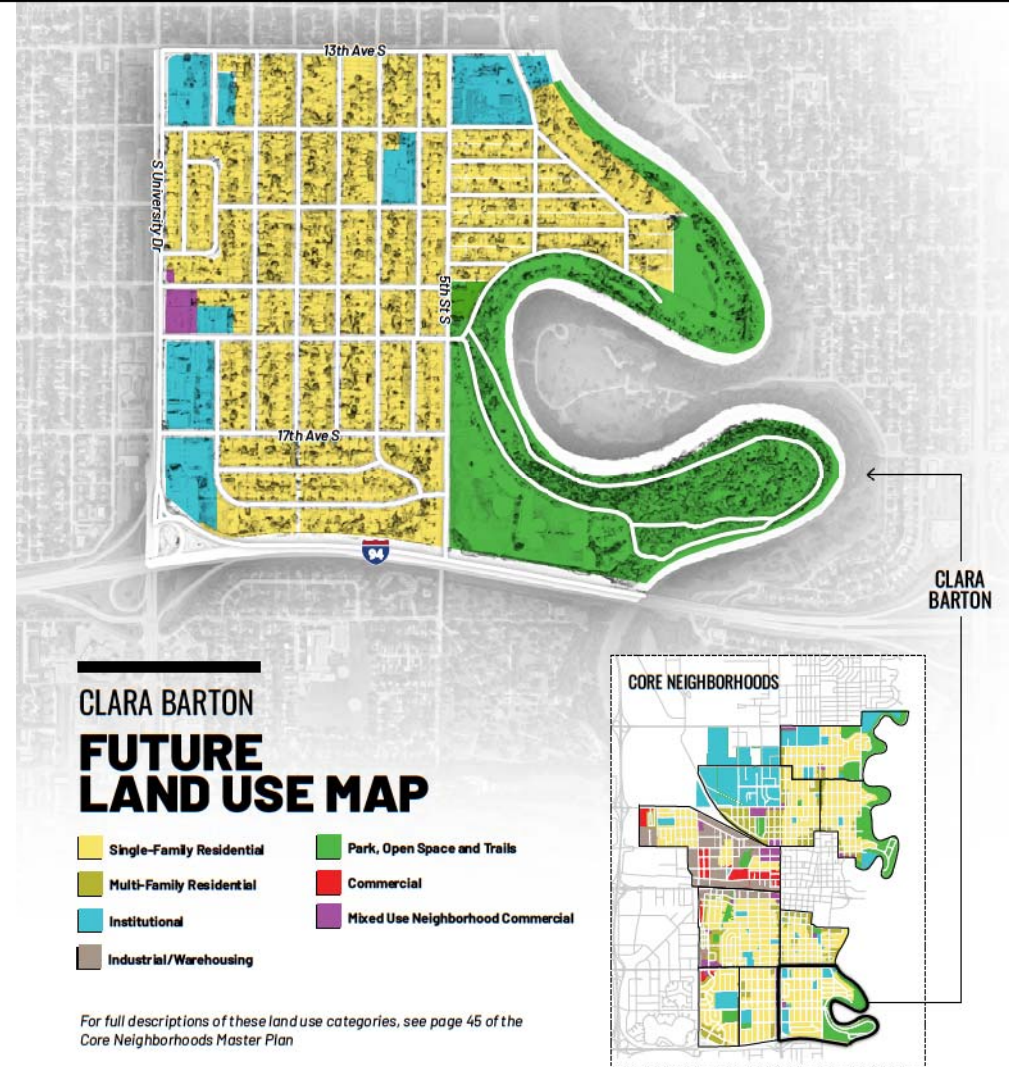 13th Ave S
S University Dr
5th St S
17th Ave S
94
CLARA
BARTON
CLARA BARTON
FUTURE
LAND USE MAP
Single-Family Residential
Multi-Family Residential
Institutional
Industrial/Warehousing
Park, Open Space and Trails
Commercial
Mixed Use Neighborhood Commercial
For full descriptions of these land use categories, see page 45 of the
Core Neighborhoods Master Plan
CORE NEIGHBORHOODS